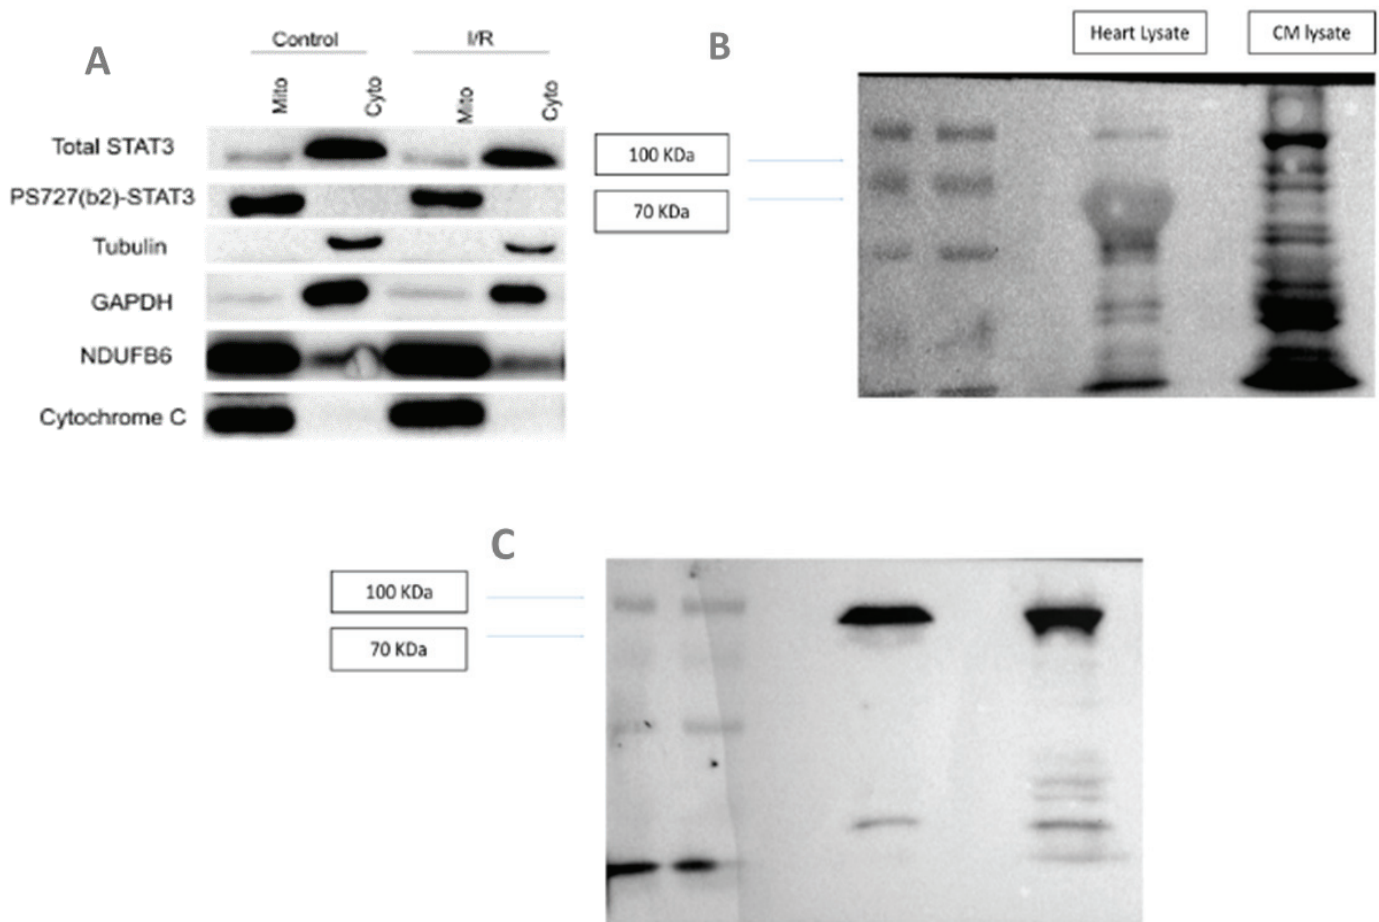 A
Control
I/R
Mito
Cyto
Mito
Cyto
Total STAT3
PS727(b2)-STAT3
Tubulin
GAPDH
NDUFB6
Cytochrome C
B
Heart Lysate
CM lysate
100 KDa
70 KDa
C
100 KDa
70 KDa